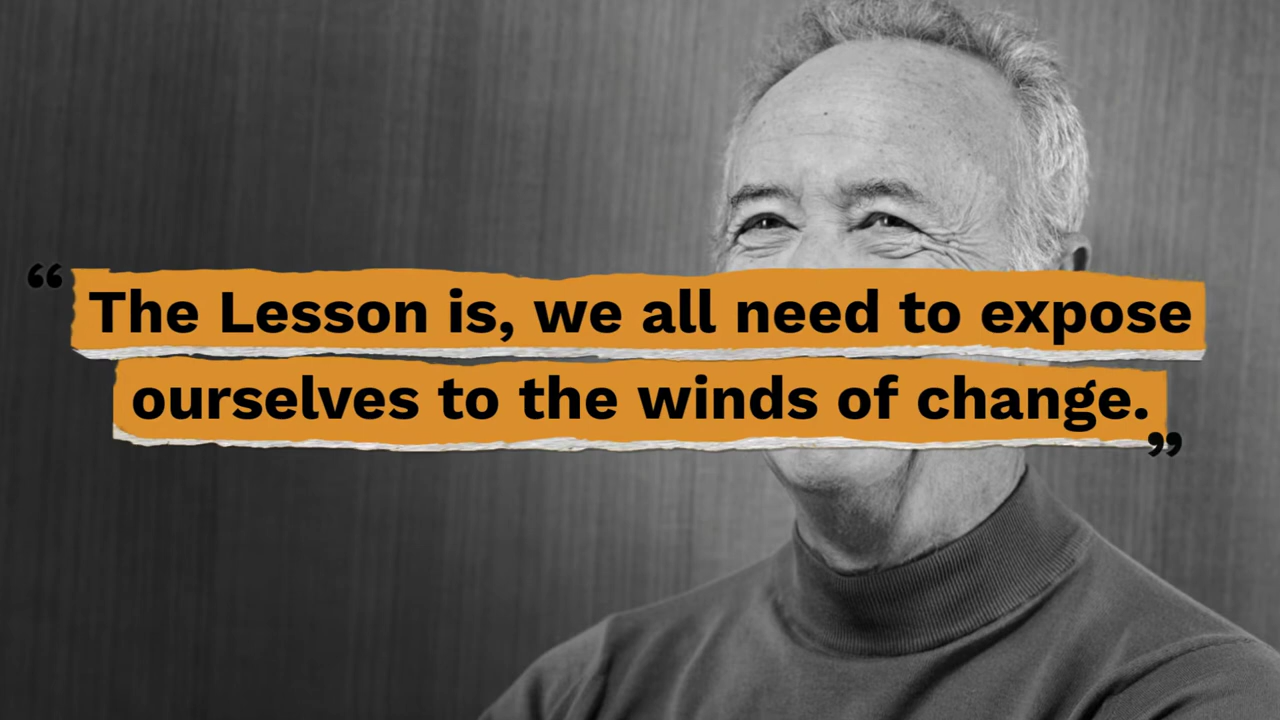 “The Lesson is, we all need to expose
ourselves to the winds of change.”